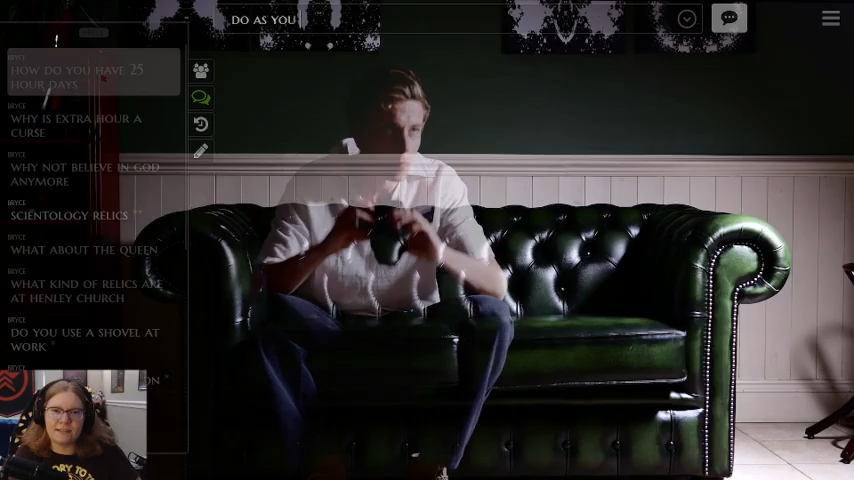 DO AS YOU
BRYCE
HOW DO YOU HAVE 25
HOUR DAYS
BRYCE
WHY IS EXTRA HOUR A
CURSE
BRYCE
WHY NOT BELIEVE IN GOD
ANYMORE
BRYCE
SCIENTOLOGY RELICS **
BRYCE
WHAT ABOUT THE QUEEN
BRYCE
WHAT KIND OF RELICS ARE
AT HENLEY CHURCH
BRYCE
DO YOU USE A SHOVEL AT
WORK *
ON *